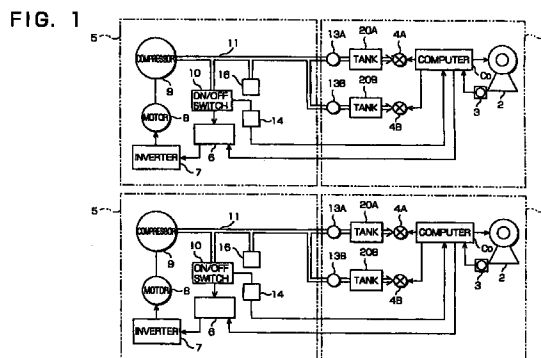 FIG. 1
5
11
13A
20A
4A
COMPRESSOR
10
16
TANK
COMPUTER
ON/OFF SWITCH
13B
20B
Co
9
TANK
3
2
MOTOR
8
14
4B
6
INVERTER
7
5
11
13A
20A
4A
COMPRESSOR
10
16
TANK
COMPUTER
ON/OFF SWITCH
13B
20B
Co
9
TANK
3
2
MOTOR
8
14
4B
6
INVERTER
7